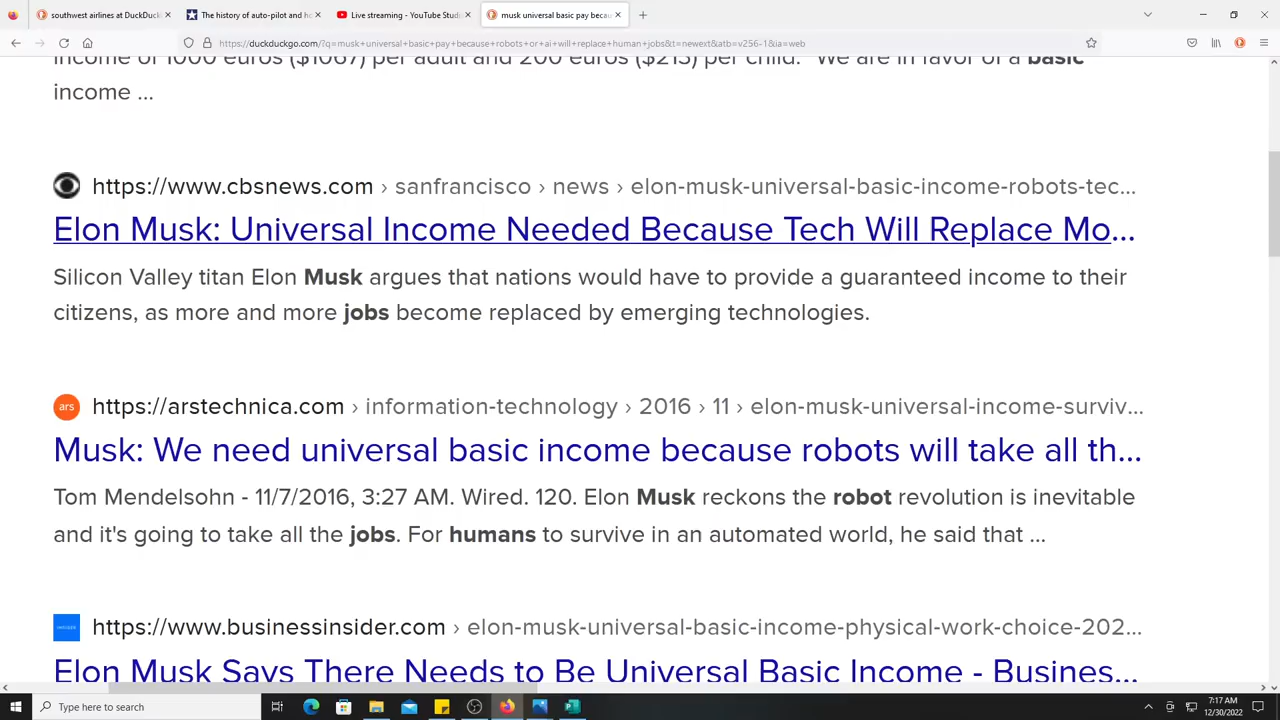 southwest airlines at DuckDuck
The history of auto-pilot and h
Live streaming - YouTube Studi
musk universal basic pay becau
https://duckduckgo.com/?q=musk+universal+basic+pay+because+robots+or+ai+will+replace+human+jobs&t=newext&atb=v256-1&ia=web
income of 1000 euros ($1067) per adult and 200 euros ($213) per child. "We are in favor of a basic
income ...
https://www.cbsnews.com › sanfrancisco › news › elon-musk-universal-basic-income-robots-tec...
Elon Musk: Universal Income Needed Because Tech Will Replace Mo...
Silicon Valley titan Elon Musk argues that nations would have to provide a guaranteed income to their
citizens, as more and more jobs become replaced by emerging technologies.
ars
https://arstechnica.com › information-technology › 2016 › 11 › elon-musk-universal-income-surviv...
Musk: We need universal basic income because robots will take all th...
Tom Mendelsohn - 11/7/2016, 3:27 AM. Wired. 120. Elon Musk reckons the robot revolution is inevitable
and it's going to take all the jobs. For humans to survive in an automated world, he said that ...
https://www.businessinsider.com › elon-musk-universal-basic-income-physical-work-choice-202...
Elon Musk Says There Needs to Be Universal Basic Income - Busines...
Type here to search
7:17 AM
12/30/2022